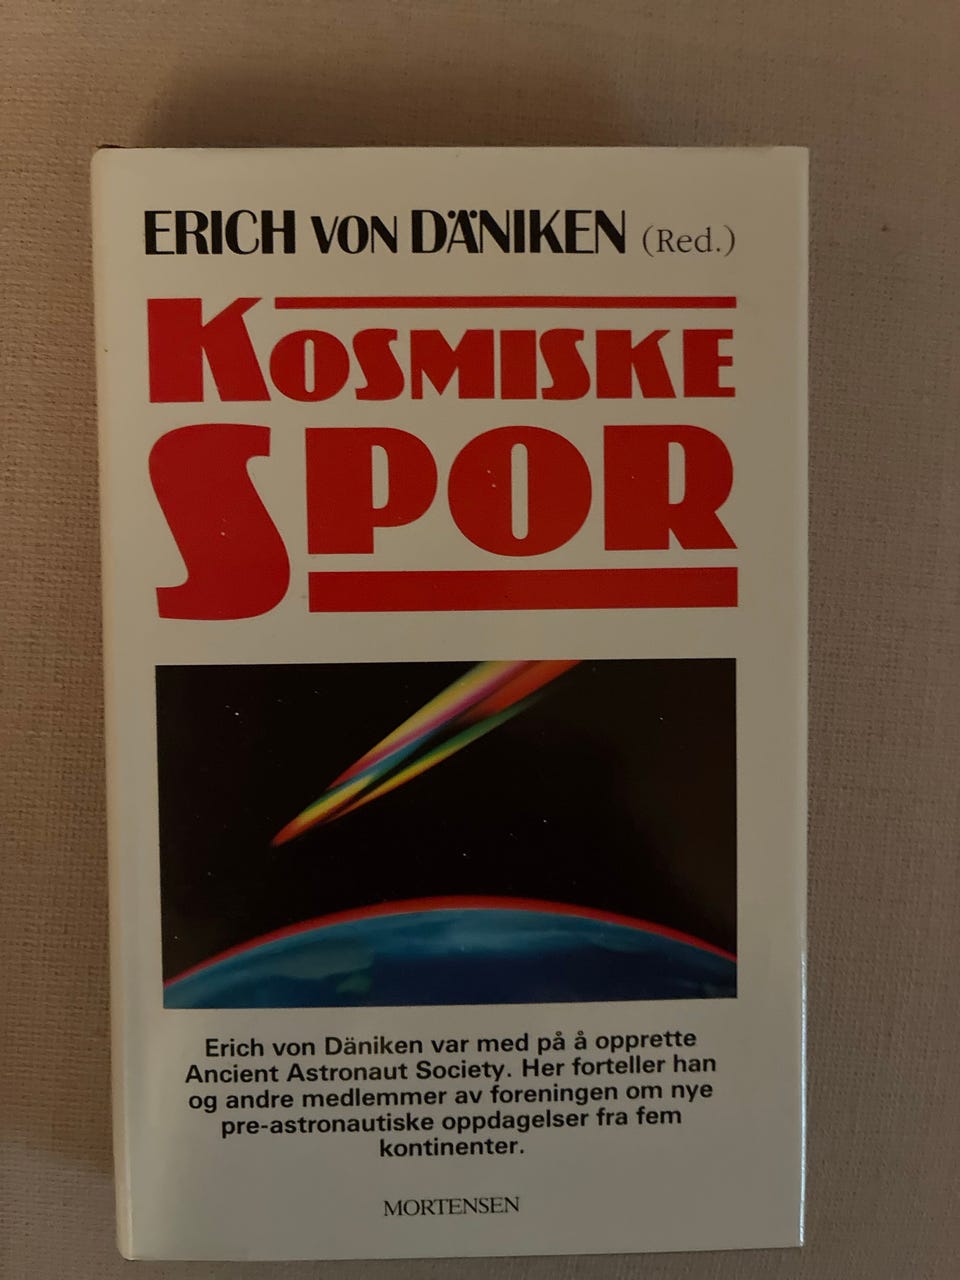 ERICH VON DÄNIKEN (Red.)
KOSMISKE
SPOR
Erich von Däniken var med på å opprette
Ancient Astronaut Society. Her forteller han
og andre medlemmer av foreningen om nye
pre-astronautiske oppdagelser fra fem
kontinenter.
MORTENSEN